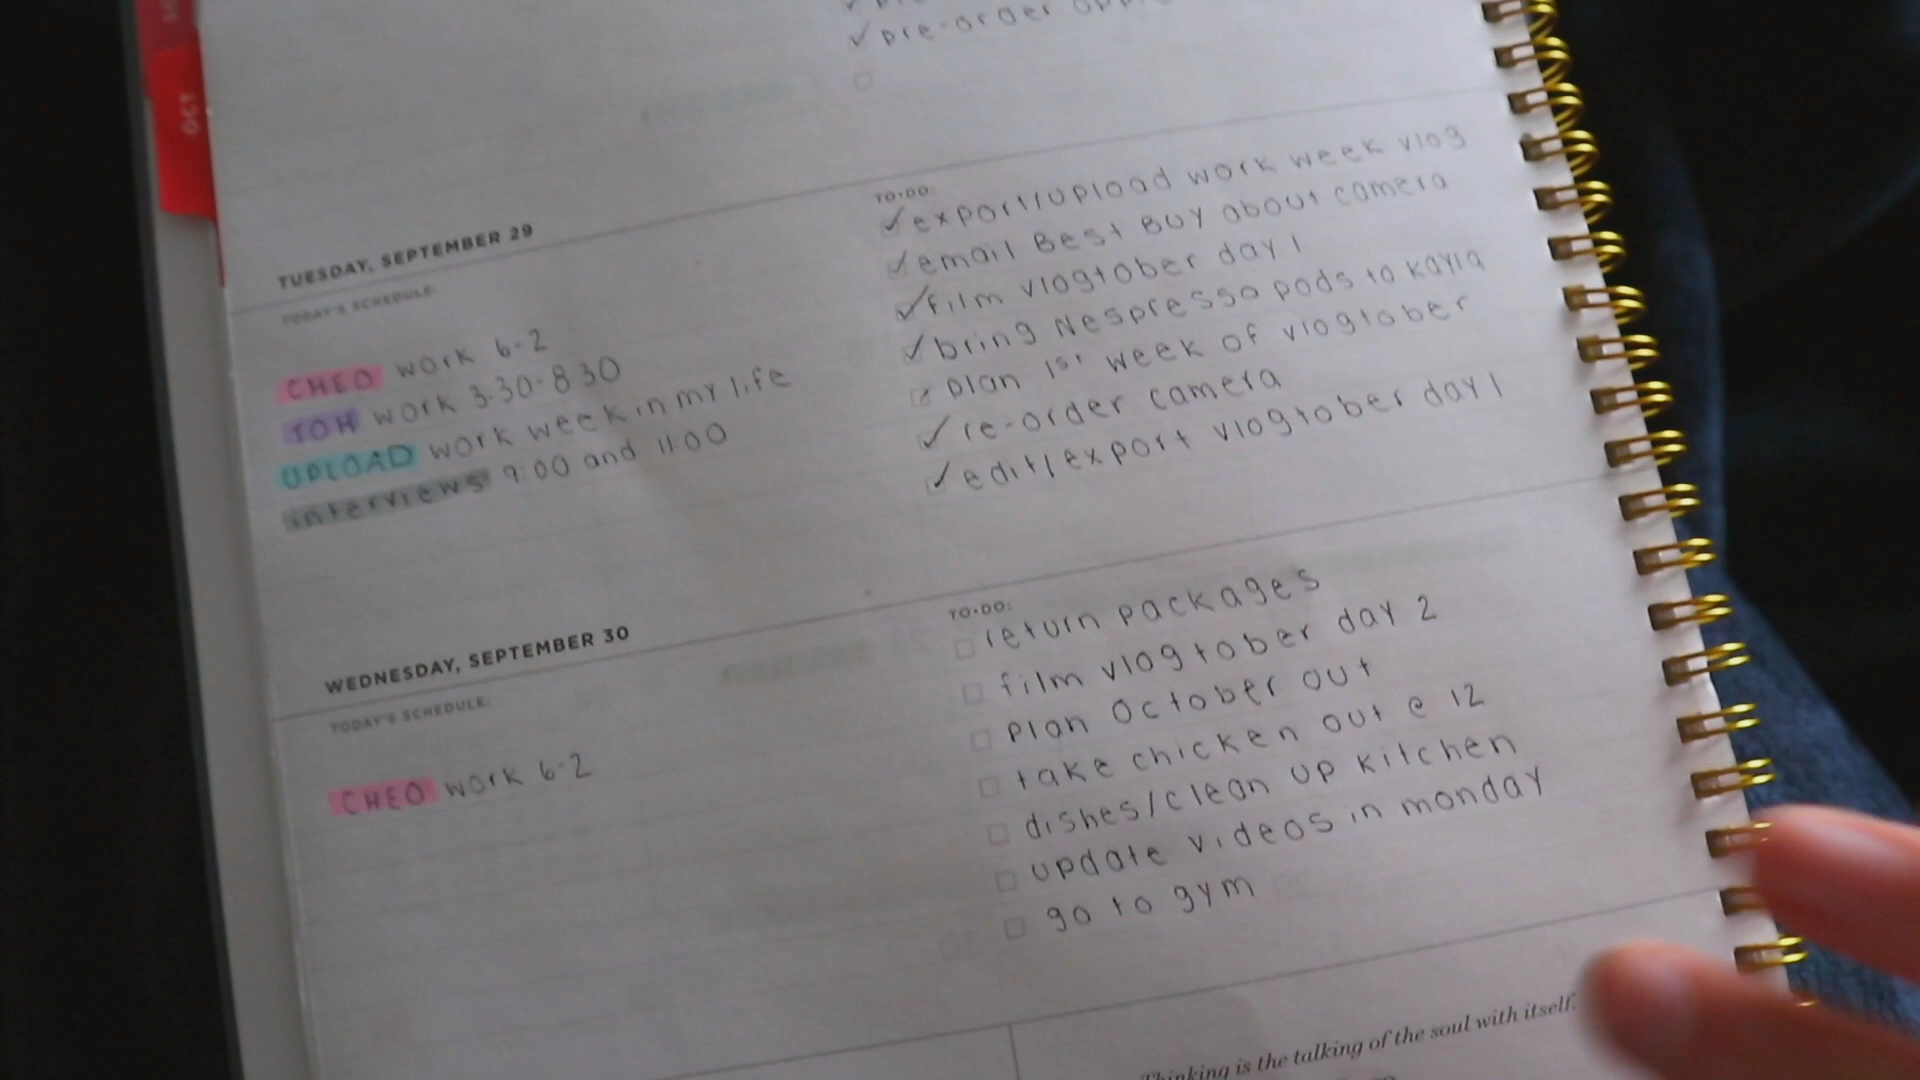 pre-order
OCT
TUESDAY, SEPTEMBER 29
TODAY'S SCHEDULE:
CHEO work 6-2
TOH work 3:30-8:30
UPLOAD work week in my life
interviews 9:00 and 11:00
TO-DO:
export/upload work week vlog
email Best Buy about camera
film vlogtober day 1
bring Nespresso pods to Kayla
plan 1st week of vlogtober
re-order camera
edit/export vlogtober day 1
WEDNESDAY, SEPTEMBER 30
TODAY'S SCHEDULE:
CHEO work 6-2
TO-DO:
return packages
film vlogtober day 2
plan October out
take chicken out @ 12
dishes/clean up kitchen
update videos in monday
go to gym
Thinking is the talking of the soul with itself.